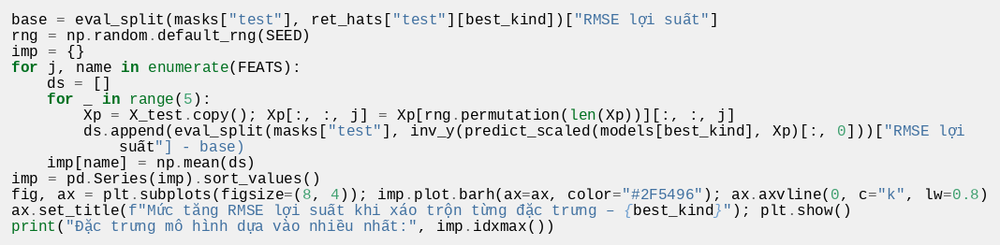 base = eval_split(masks["test"], ret_hats["test"][best_kind])["RMSE lợi suất"]
rng = np.random.default_rng(SEED)
imp = {}
for j, name in enumerate(FEATS):
    ds = []
    for _ in range(5):
        Xp = X_test.copy(); Xp[:, :, j] = Xp[rng.permutation(len(Xp))][:, :, j]
        ds.append(eval_split(masks["test"], inv_y(predict_scaled(models[best_kind], Xp)[:, 0]))["RMSE lợi
            suất"] - base)
    imp[name] = np.mean(ds)
imp = pd.Series(imp).sort_values()
fig, ax = plt.subplots(figsize=(8, 4)); imp.plot.barh(ax=ax, color="#2F5496"); ax.axvline(0, c="k", lw=0.8)
ax.set_title(f"Mức tăng RMSE lợi suất khi xáo trộn từng đặc trưng – {best_kind}"); plt.show()
print("Đặc trưng mô hình dựa vào nhiều nhất:", imp.idxmax())